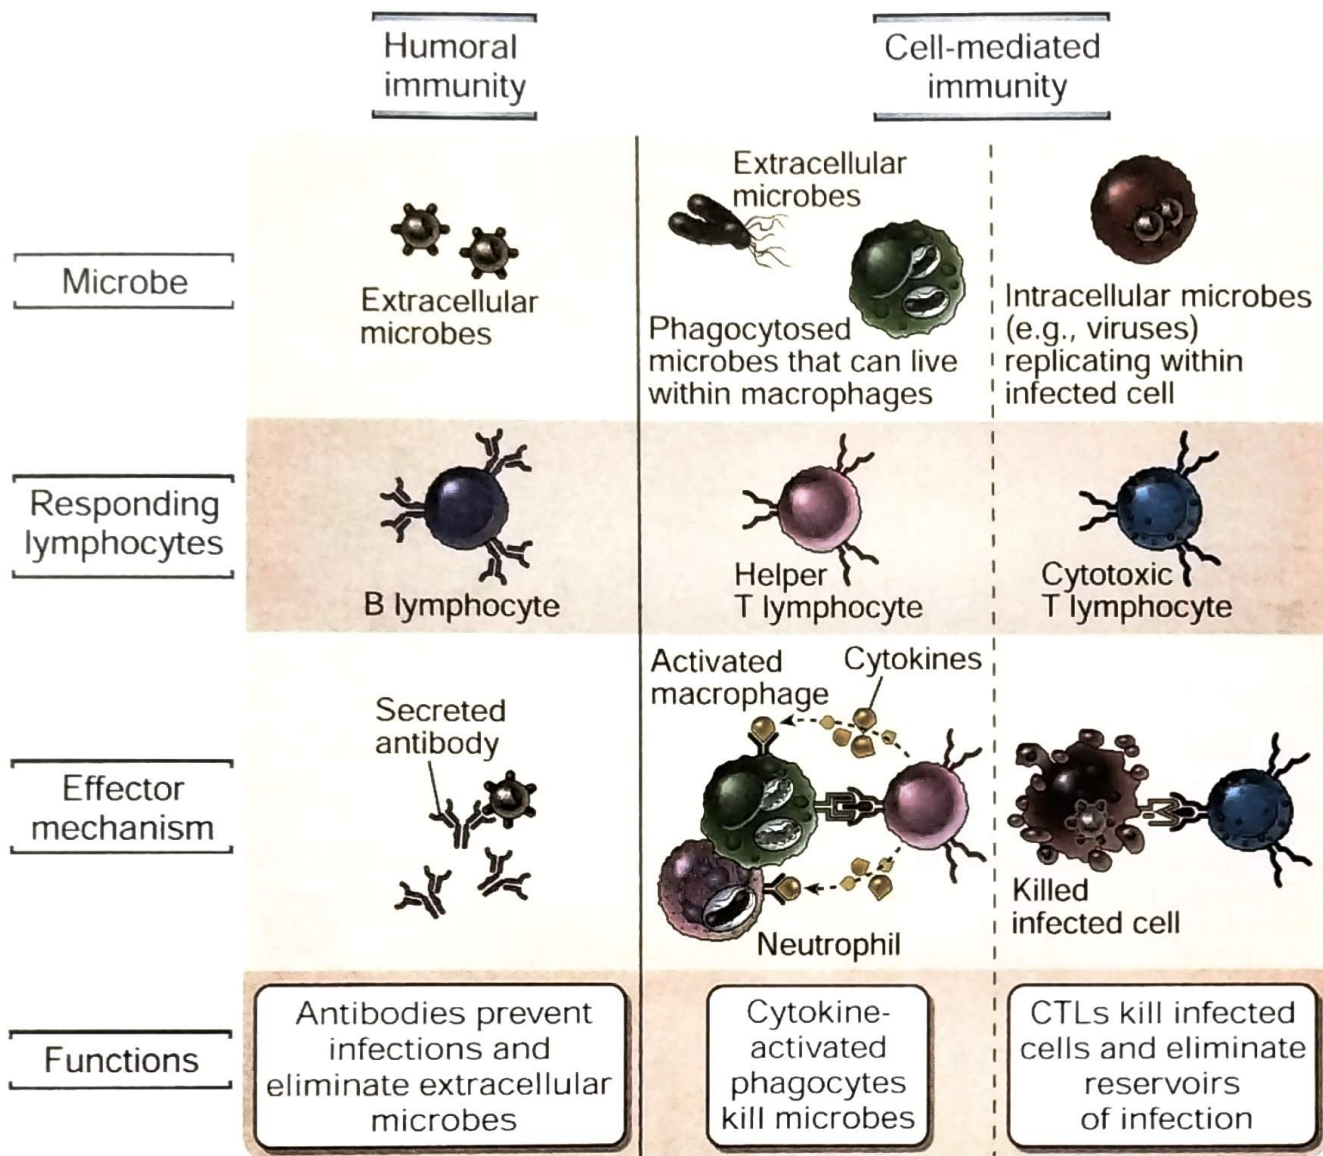 Humoral
immunity
Cell-mediated
immunity
Microbe
Extracellular
microbes
Extracellular
microbes
Phagocytosed
microbes that can live
within macrophages
Intracellular microbes
(e.g., viruses)
replicating within
infected cell
Responding
lymphocytes
B lymphocyte
Helper
T lymphocyte
Cytotoxic
T lymphocyte
Effector
mechanism
Secreted
antibody
Activated
macrophage
Cytokines
Neutrophil
Killed
infected cell
Functions
Antibodies prevent
infections and
eliminate extracellular
microbes
Cytokine-
activated
phagocytes
kill microbes
CTLs kill infected
cells and eliminate
reservoirs
of infection